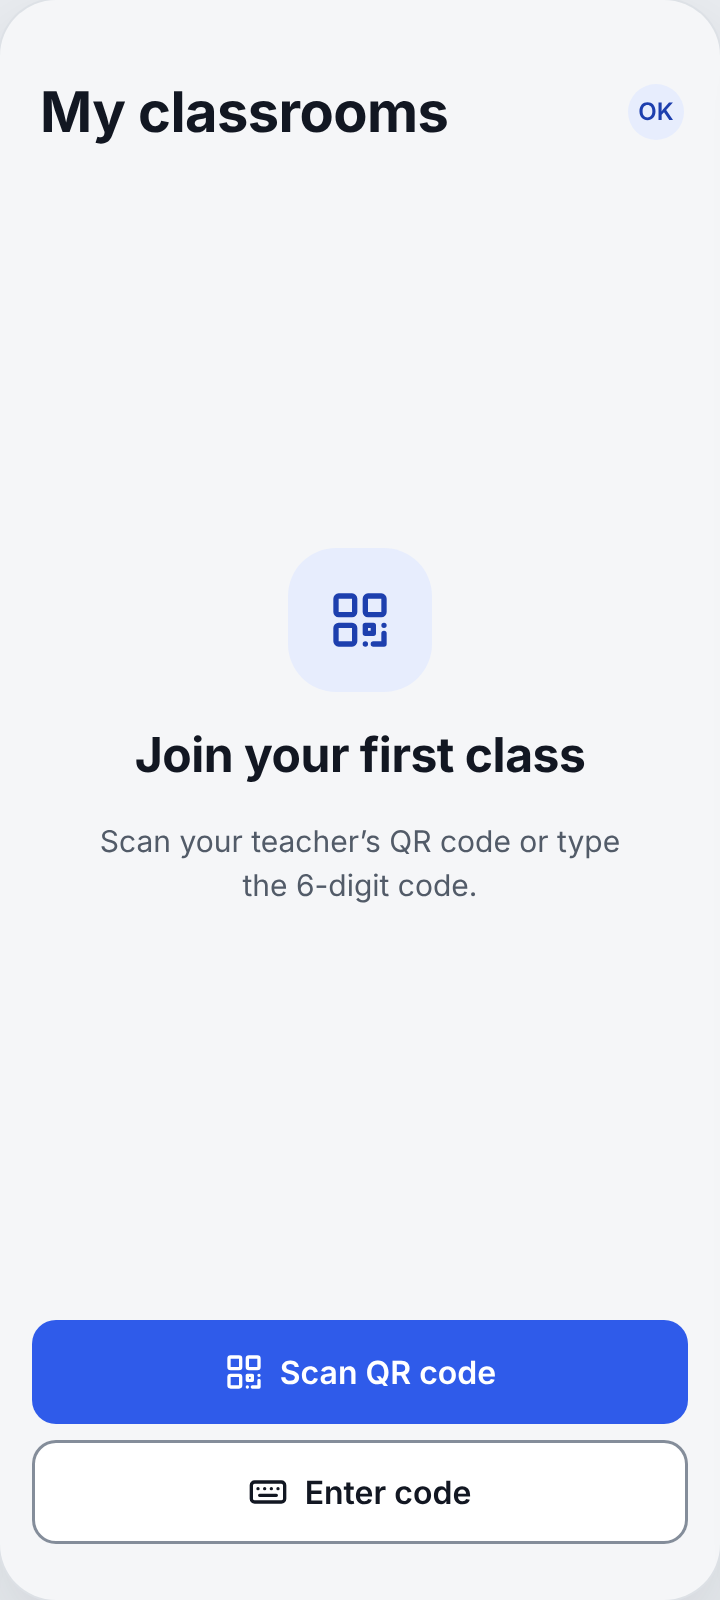 My classrooms
OK
Join your first class
Scan your teacher’s QR code or type
the 6-digit code.
Scan QR code
Enter code